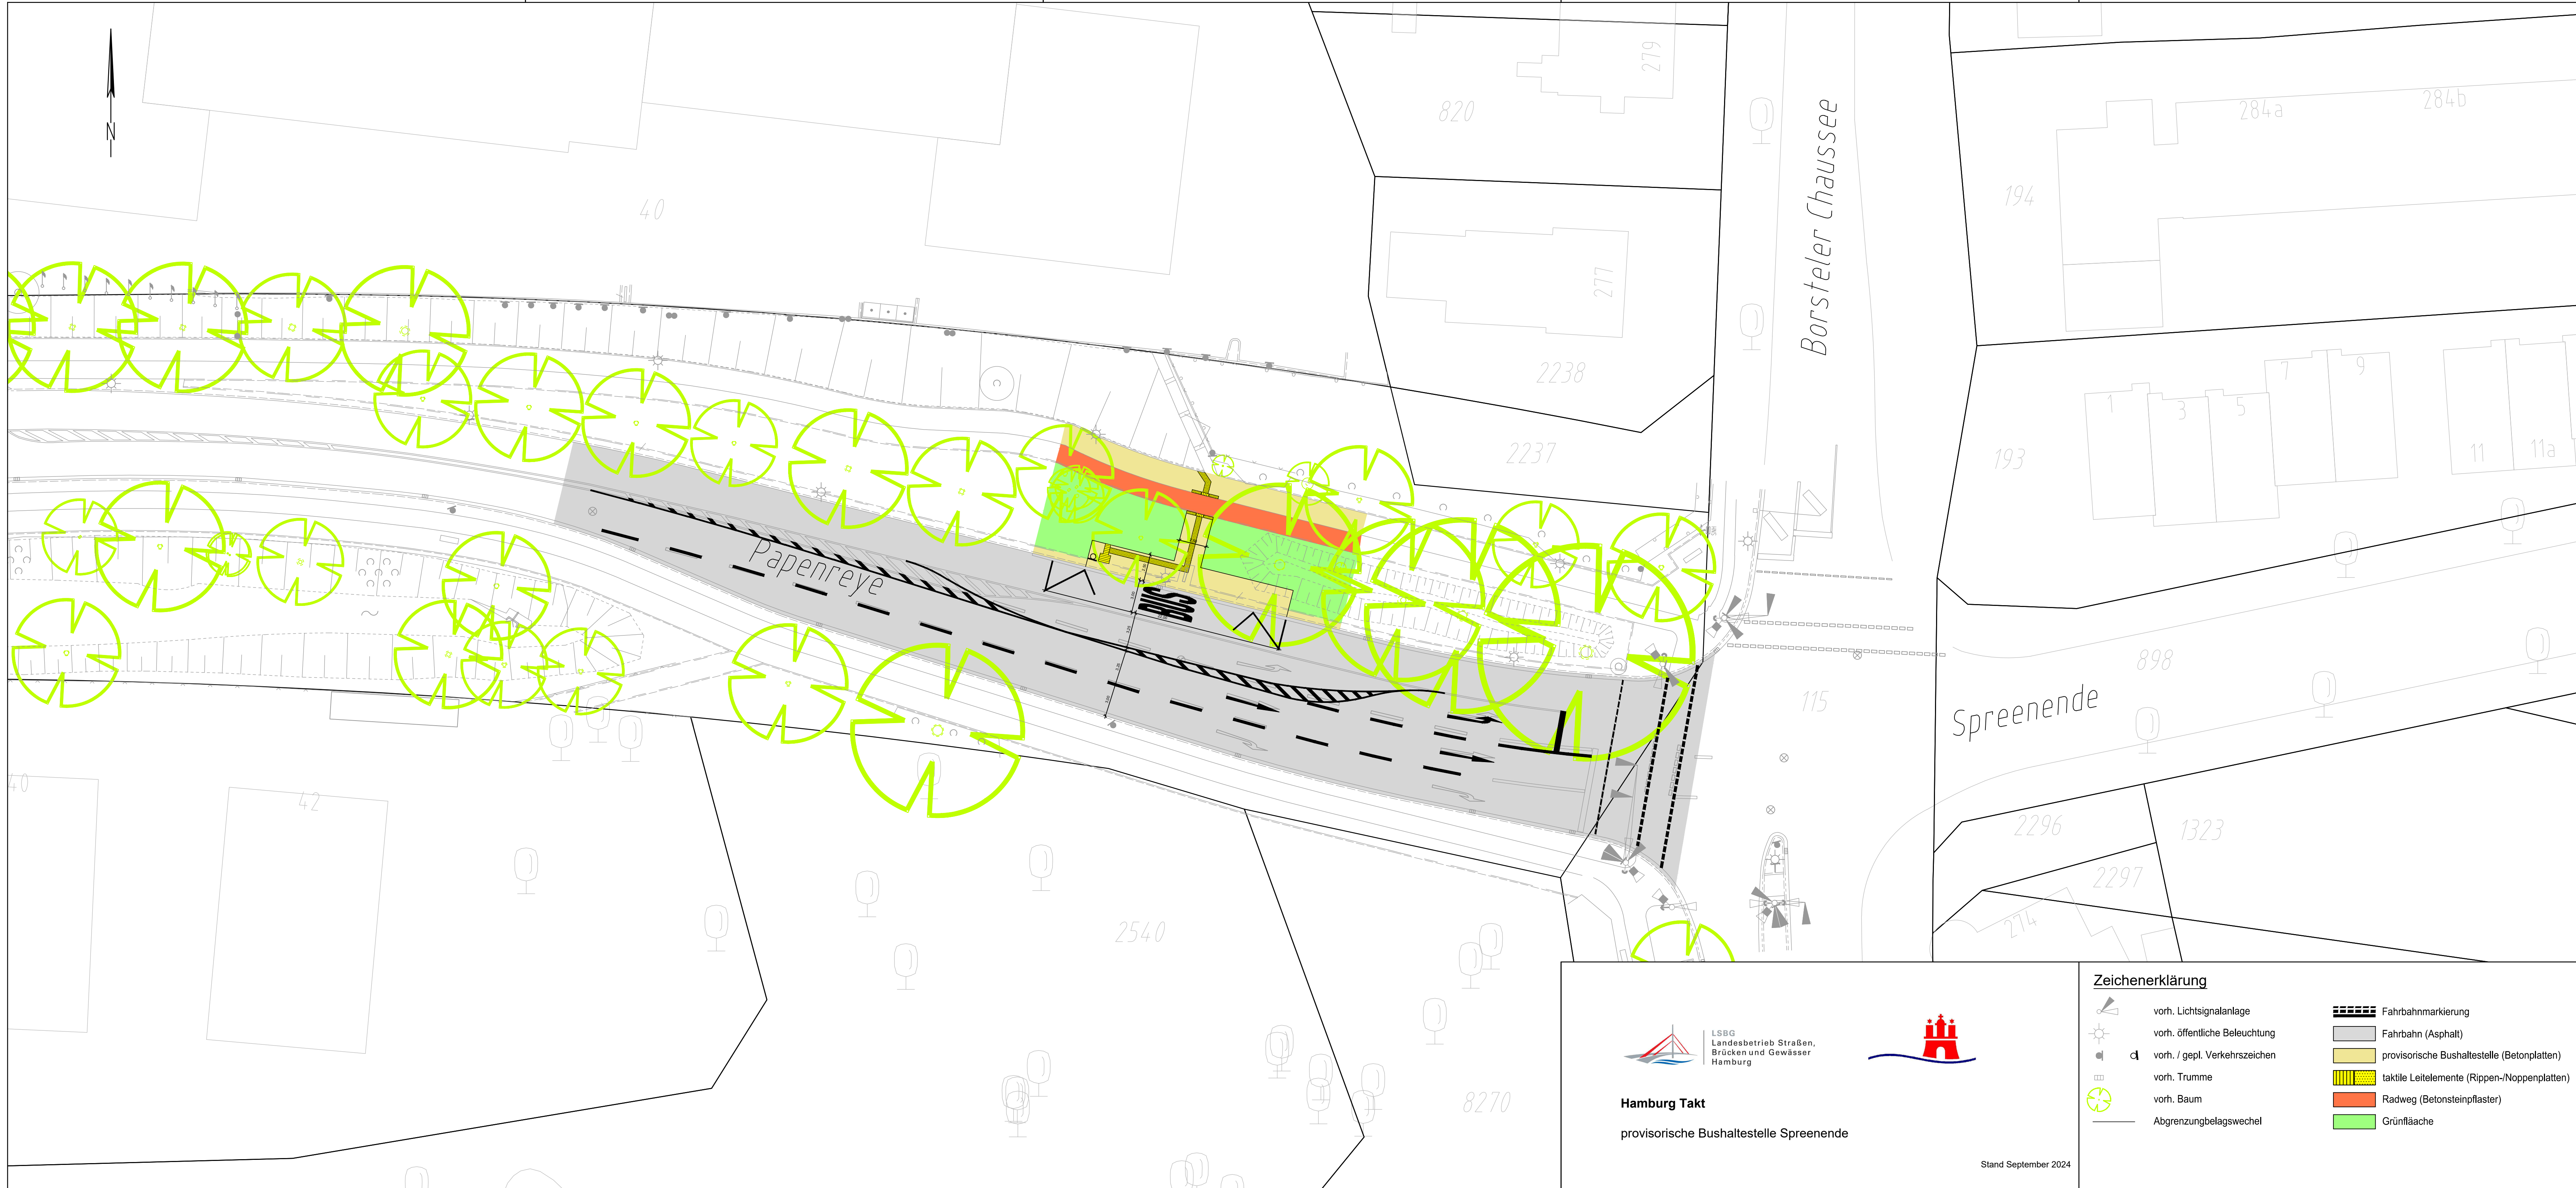 N
279
820
284a
284b
Borsteler Chaussee
194
40
277
2238
1
3
5
7
9
11
11a
2237
193
Papenreye
BUS
898
115
Spreenende
40
42
2296
1323
2297
274
2540
8270
Zeichenerklärung
vorh. Lichtsignalanlage
vorh. öffentliche Beleuchtung
vorh. / gepl. Verkehrszeichen
vorh. Trumme
vorh. Baum
Abgrenzungbelagswechel
Fahrbahnmarkierung
Fahrbahn (Asphalt)
provisorische Bushaltestelle (Betonplatten)
taktile Leitelemente (Rippen-/Noppenplatten)
Radweg (Betonsteinpflaster)
Grünfläache
LSBG
Landesbetrieb Straßen,
Brücken und Gewässer
Hamburg
Hamburg Takt
provisorische Bushaltestelle Spreenende
Stand September 2024